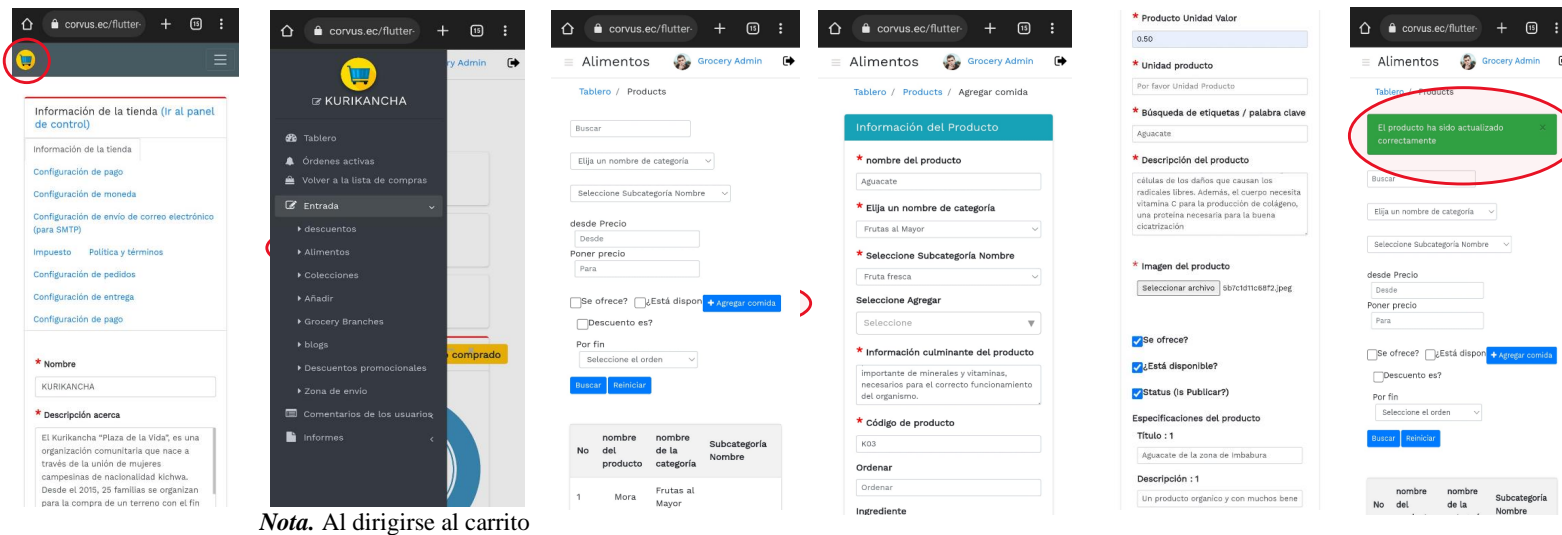 corvus.ec/flutter-
15
Información de la tienda (Ir al panel
de control)
Información de la tienda
Configuración de pago
Configuración de moneda
Configuración de envío de correo electrónico
(para SMTP)
Impuesto Política y términos
Configuración de pedidos
Configuración de entrega
Configuración de pago
* Nombre
KURIKANCHA
* Descripción acerca
El Kurikancha "Plaza de la Vida", es una
organización comunitaria que nace a
través de la unión de mujeres
campesinas de nacionalidad kichwa.
Desde el 2015, 25 familias se organizan
para la compra de un terreno con el fin
corvus.ec/flutter-
15
ry Admin
KURIKANCHA
Tablero
Órdenes activas
Volver a la lista de compras
Entrada
descuentos
Alimentos
Colecciones
Añadir
Grocery Branches
blogs
comprado
Descuentos promocionales
Zona de envío
Comentarios de los usuarios
Informes
Nota. Al dirigirse al carrito
corvus.ec/flutter-
15
Alimentos Grocery Admin
Tablero / Products
Buscar
Elija un nombre de categoría
Seleccione Subcategoría Nombre
desde Precio
Desde
Poner precio
Para
Se ofrece? ¿Está dispon + Agregar comida
Descuento es?
Por fin
Seleccione el orden
Buscar Reiniciar
nombre nombre
No del de la Subcategoría
producto categoría Nombre
1 Mora Frutas al
Mayor
corvus.ec/flutter-
15
Alimentos Grocery Admin
Tablero / Products / Agregar comida
Información del Producto
* nombre del producto
Aguacate
* Elija un nombre de categoría
Frutas al Mayor
* Seleccione Subcategoría Nombre
Fruta fresca
Seleccione Agregar
Seleccione
* Información culminante del producto
importante de minerales y vitaminas,
necesarios para el correcto funcionamiento
del organismo.
* Código de producto
K03
Ordenar
Ordenar
Ingrediente
* Producto Unidad Valor
0.50
* Unidad producto
Por favor Unidad Producto
* Búsqueda de etiquetas / palabra clave
Aguacate
* Descripción del producto
células de los daños que causan los
radicales libres. Además, el cuerpo necesita
vitamina C para la producción de colágeno,
una proteína necesaria para la buena
cicatrización
* Imagen del producto
Seleccionar archivo 5b7c1d11c68f2.jpeg
Se ofrece?
¿Está disponible?
Status (Is Publicar?)
Especificaciones del producto
Título : 1
Aguacate de la zona de Imbabura
Descripción : 1
Un producto organico y con muchos bene
corvus.ec/flutter-
15
Alimentos Grocery Admin
Tablero / Products
El producto ha sido actualizado
correctamente
×
Buscar
Elija un nombre de categoría
Seleccione Subcategoría Nombre
desde Precio
Desde
Poner precio
Para
Se ofrece? ¿Está dispon + Agregar comida
Descuento es?
Por fin
Seleccione el orden
Buscar Reiniciar
nombre nombre
No del de la Subcategoría
Nombre